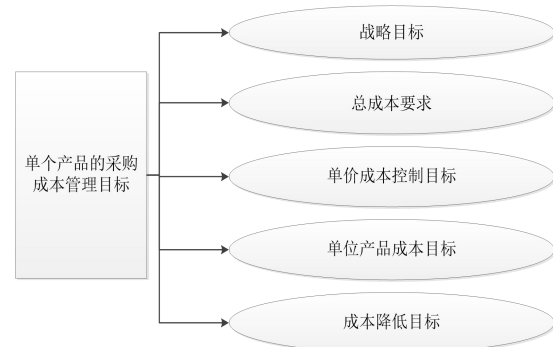 单个产品的采购
成本管理目标
战略目标
总成本要求
单价成本控制目标
单位产品成本目标
成本降低目标